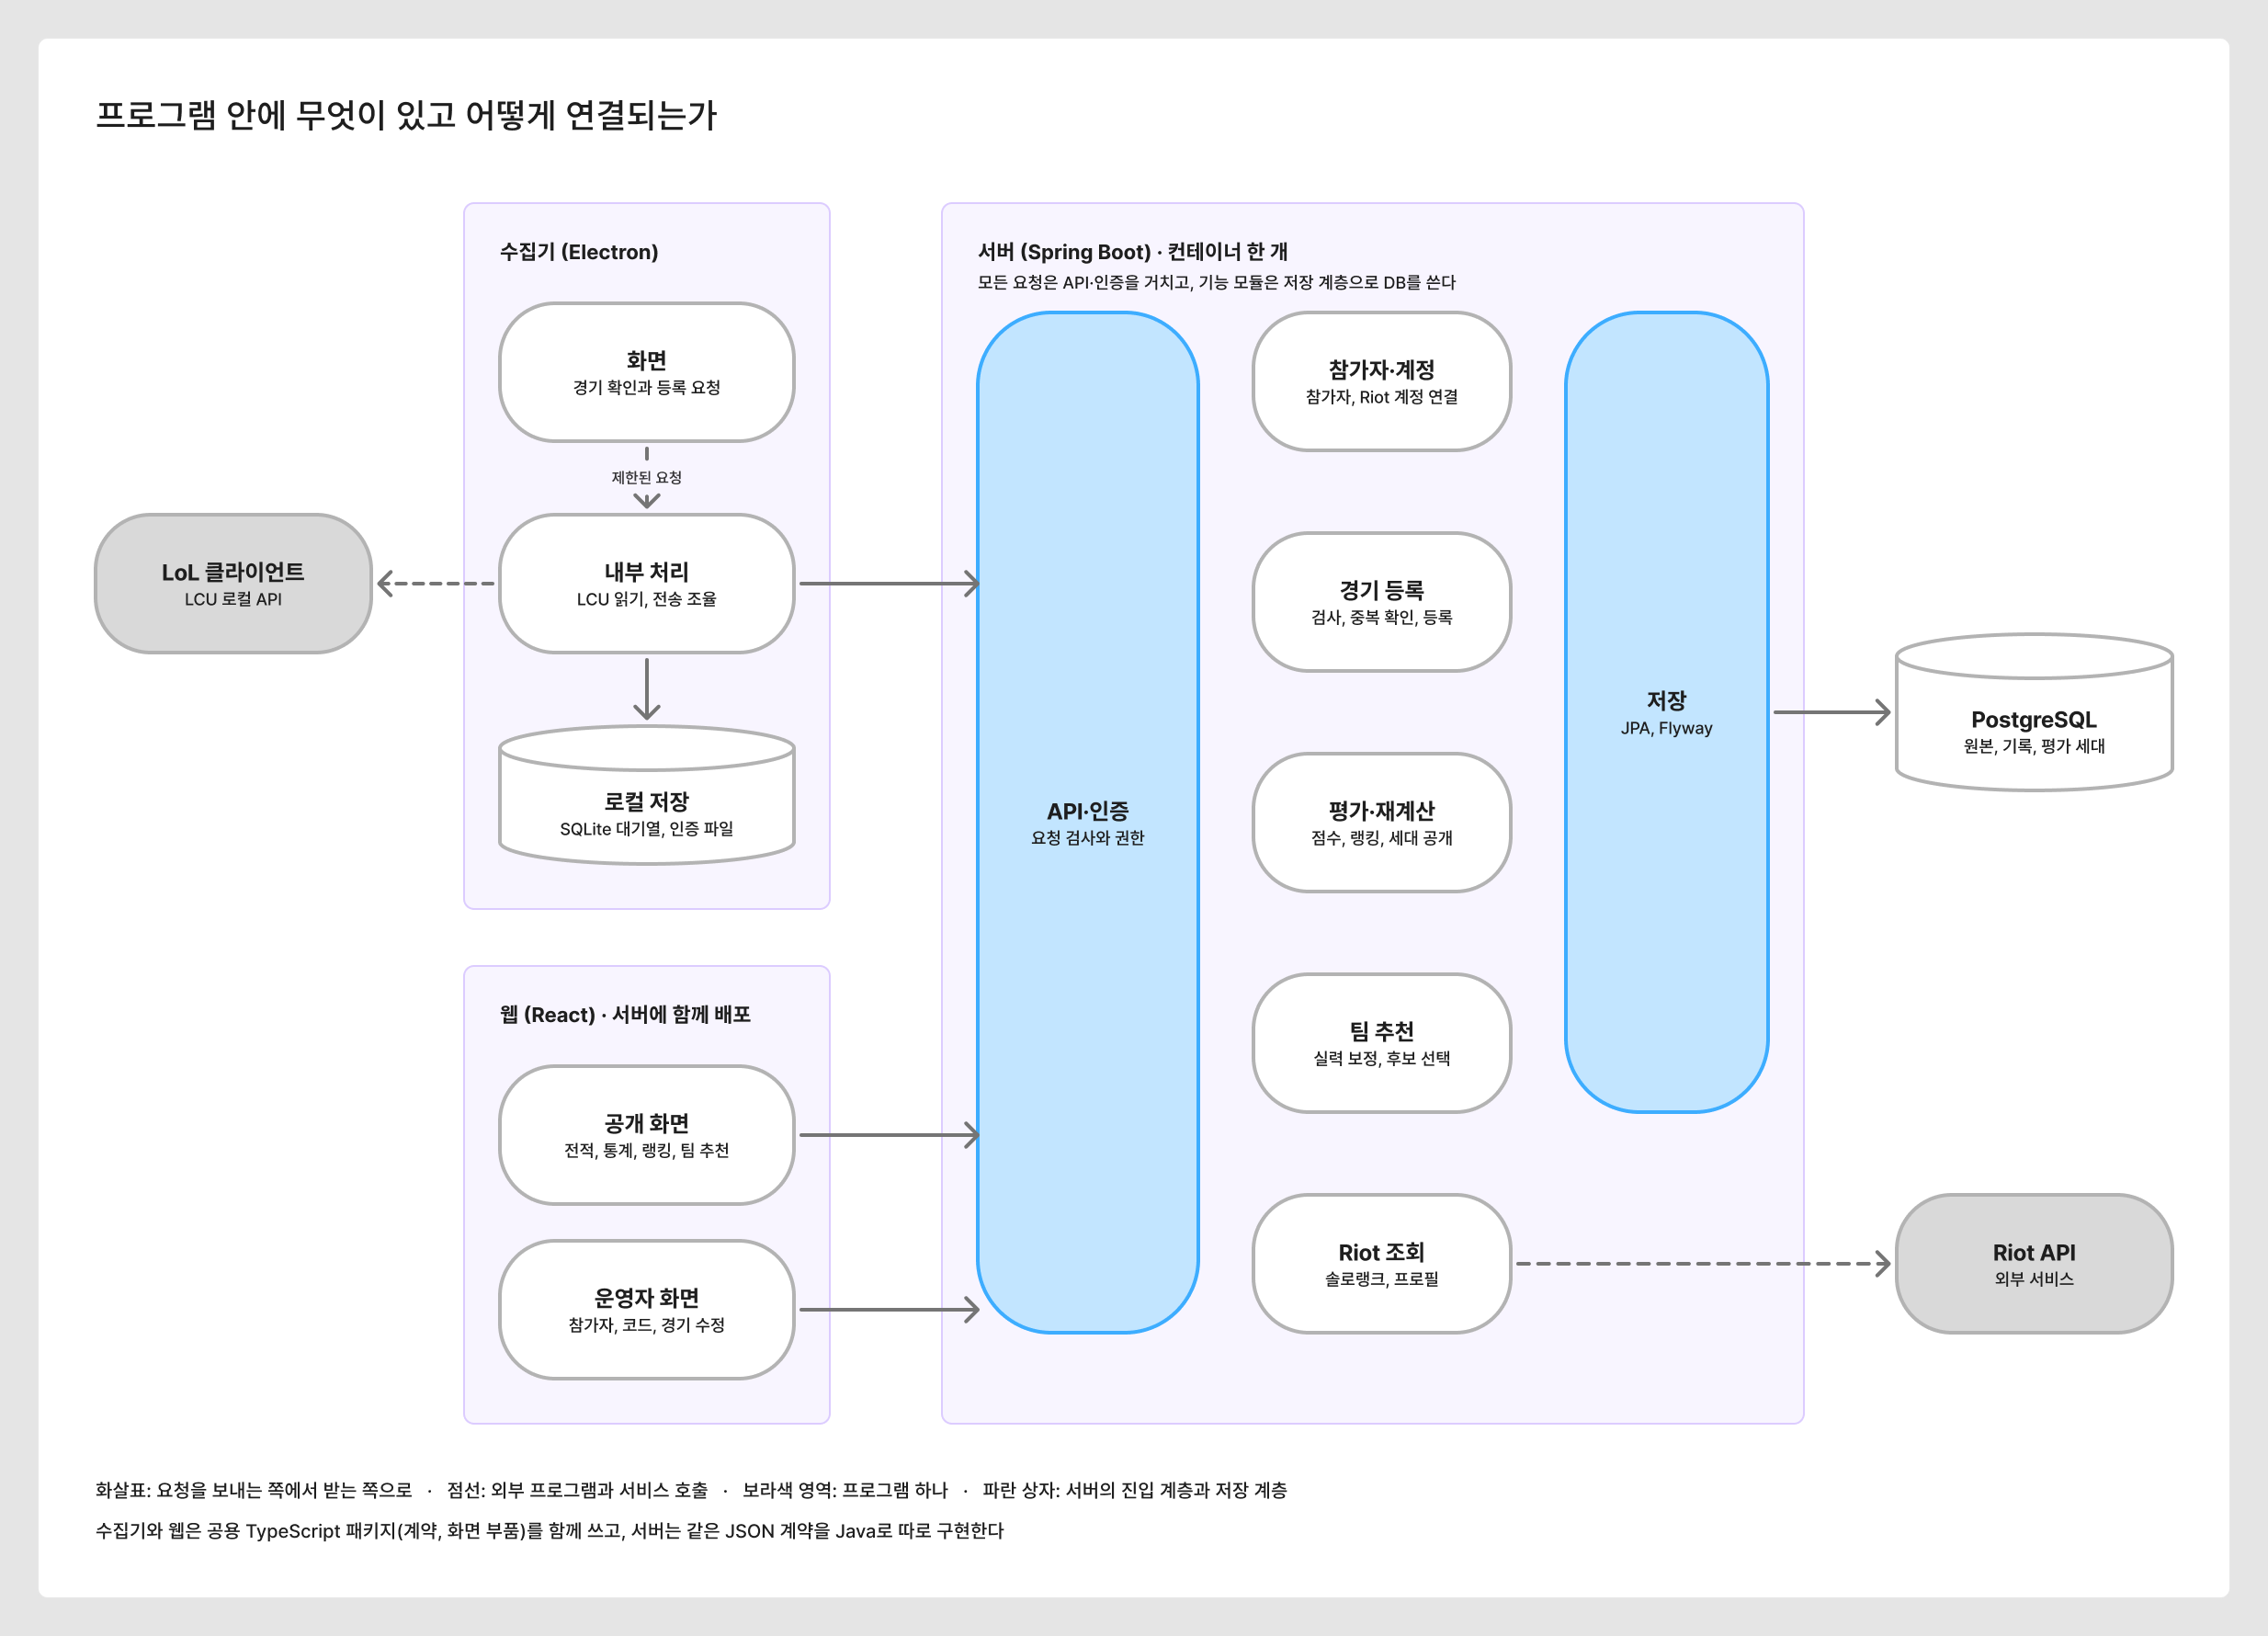 프로그램 안에 무엇이 있고 어떻게 연결되는가
수집기 (Electron)
화면
경기 확인과 등록 요청
제한된 요청
LoL 클라이언트
LCU 로컬 API
내부 처리
LCU 읽기, 전송 조율
로컬 저장
SQLite 대기열, 인증 파일
웹 (React) · 서버에 함께 배포
공개 화면
전적, 통계, 랭킹, 팀 추천
운영자 화면
참가자, 코드, 경기 수정
서버 (Spring Boot) · 컨테이너 한 개
모든 요청은 API·인증을 거치고, 기능 모듈은 저장 계층으로 DB를 쓴다
API·인증
요청 검사와 권한
참가자·계정
참가자, Riot 계정 연결
경기 등록
검사, 중복 확인, 등록
평가·재계산
점수, 랭킹, 세대 공개
팀 추천
실력 보정, 후보 선택
Riot 조회
솔로랭크, 프로필
저장
JPA, Flyway
PostgreSQL
원본, 기록, 평가 세대
Riot API
외부 서비스
화살표: 요청을 보내는 쪽에서 받는 쪽으로 · 점선: 외부 프로그램과 서비스 호출 · 보라색 영역: 프로그램 하나 · 파란 상자: 서버의 진입 계층과 저장 계층
수집기와 웹은 공용 TypeScript 패키지(계약, 화면 부품)를 함께 쓰고, 서버는 같은 JSON 계약을 Java로 따로 구현한다